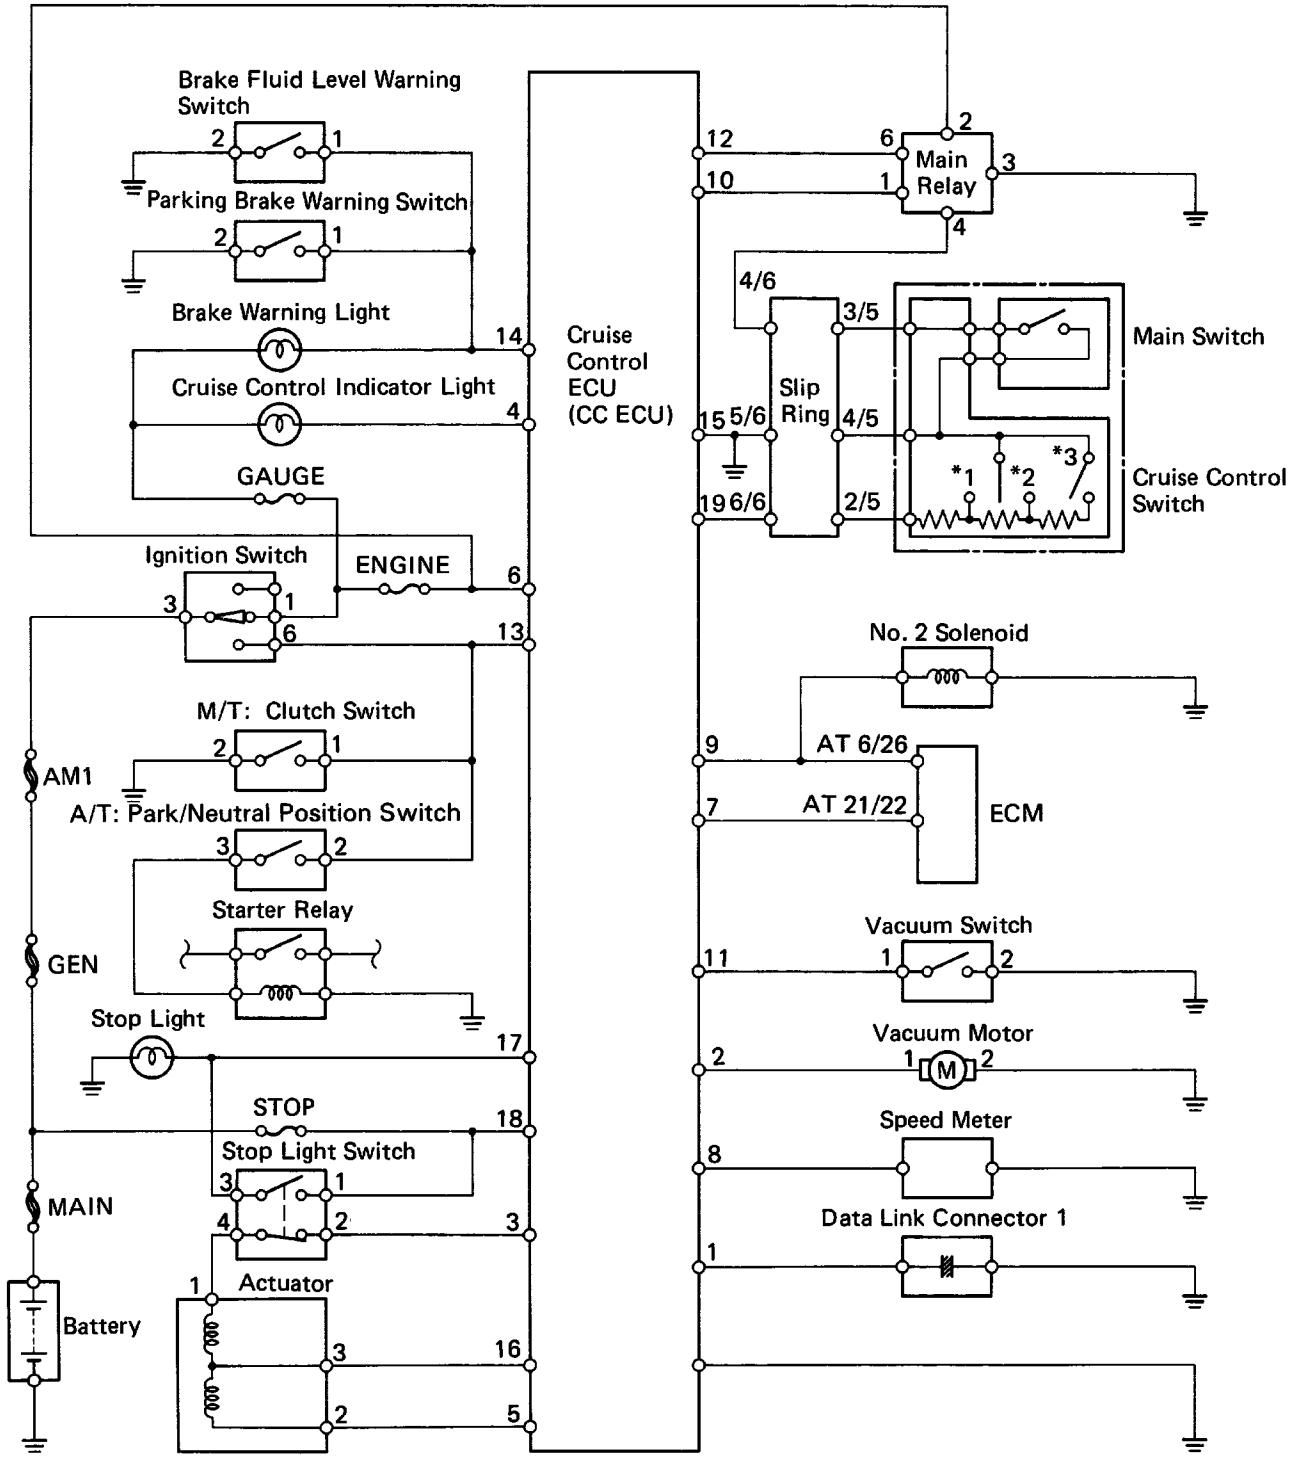 Brake Fluid Level Warning
Switch
2 1
Parking Brake Warning Switch
2 1
Brake Warning Light
14
Cruise Control Indicator Light
4
GAUGE
Ignition Switch
ENGINE
6
3 1
6
13
M/T: Clutch Switch
2 1
AM1
A/T: Park/Neutral Position Switch
3 2
Starter Relay
GEN
Stop Light
17
STOP
18
Stop Light Switch
3 1
4 2
3
MAIN
1 Actuator
Battery
3
16
2
5
Cruise
Control
ECU
(CC ECU)
12 6
2
Main
Relay
3
10 1
4
4/6
3/5
Main Switch
Slip
Ring
15 5/6
4/5
*1 *2 *3
Cruise Control
Switch
19 6/6
2/5
No. 2 Solenoid
9 AT 6/26
7 AT 21/22
ECM
Vacuum Switch
11 1 2
Vacuum Motor
2 1 M 2
Speed Meter
8
Data Link Connector 1
1